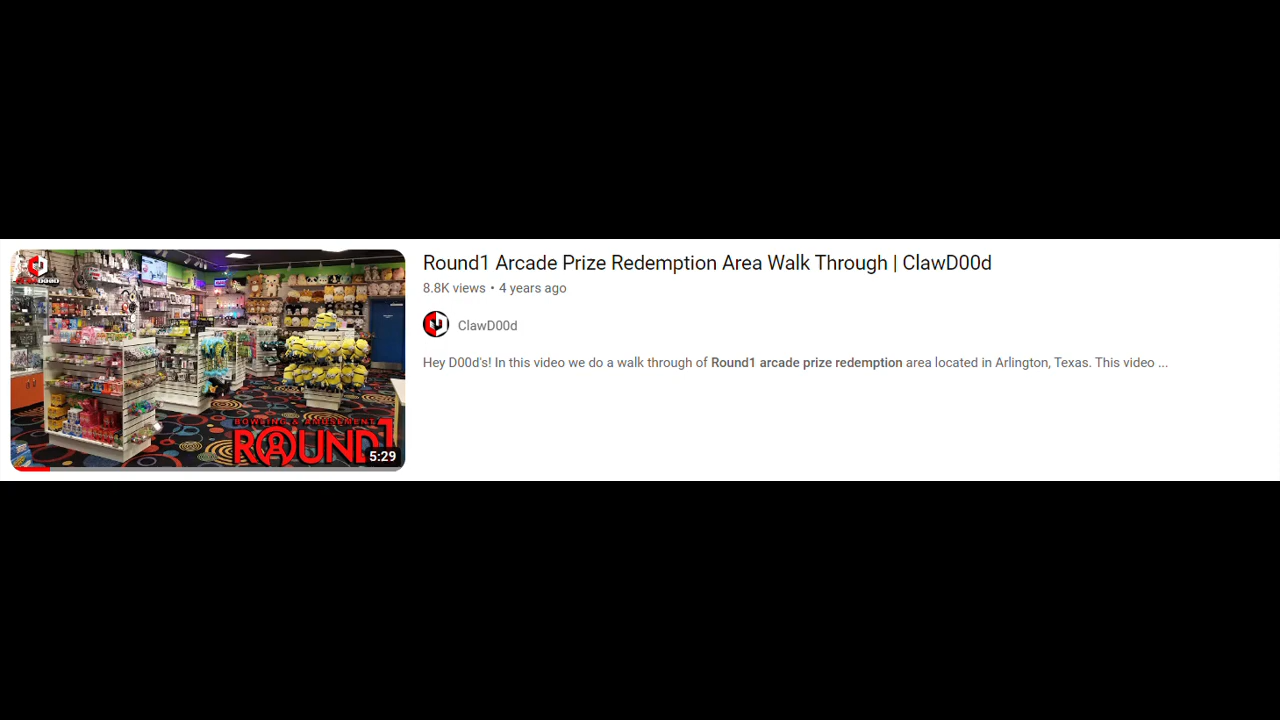 Round1 Arcade Prize Redemption Area Walk Through | ClawD00d
8.8K views • 4 years ago
ClawD00d
Hey D00d's! In this video we do a walk through of Round1 arcade prize redemption area located in Arlington, Texas. This video ...
BOWLING & AMUSEMENT
ROUND1
5:29